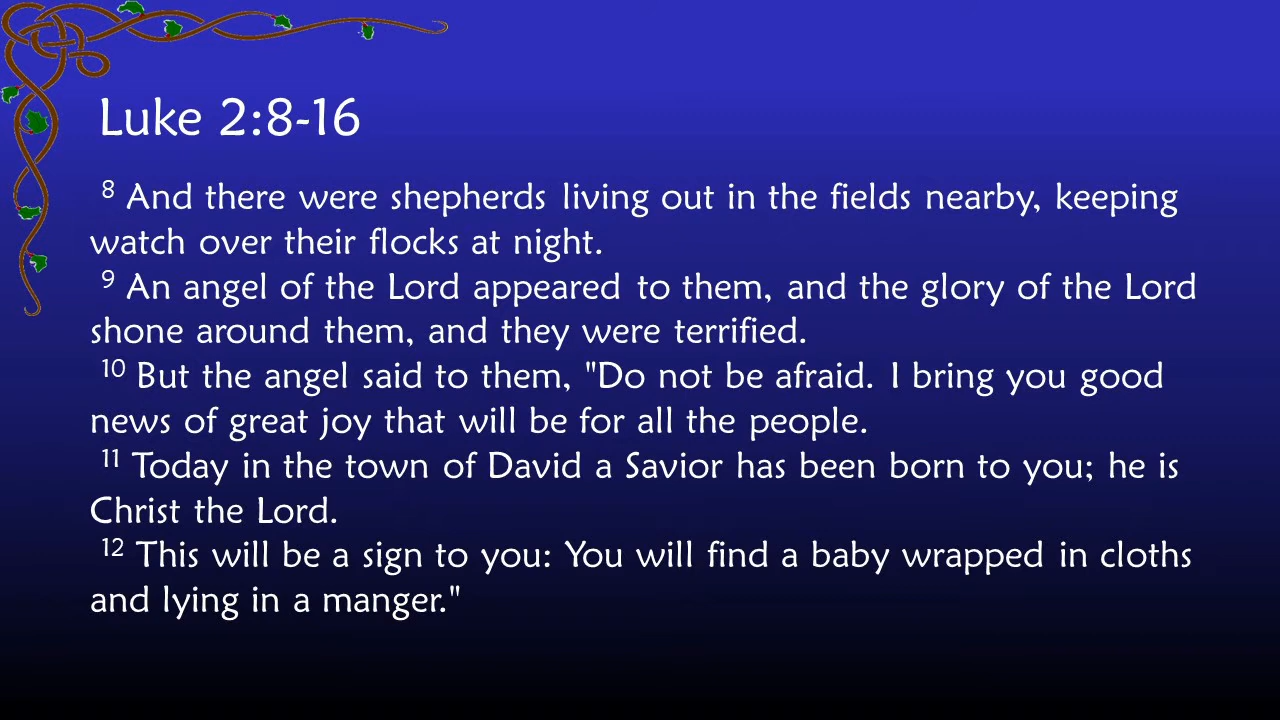 Luke 2:8-16
8 And there were shepherds living out in the fields nearby, keeping
watch over their flocks at night.
9 An angel of the Lord appeared to them, and the glory of the Lord
shone around them, and they were terrified.
10 But the angel said to them, "Do not be afraid. I bring you good
news of great joy that will be for all the people.
11 Today in the town of David a Savior has been born to you; he is
Christ the Lord.
12 This will be a sign to you: You will find a baby wrapped in cloths
and lying in a manger."